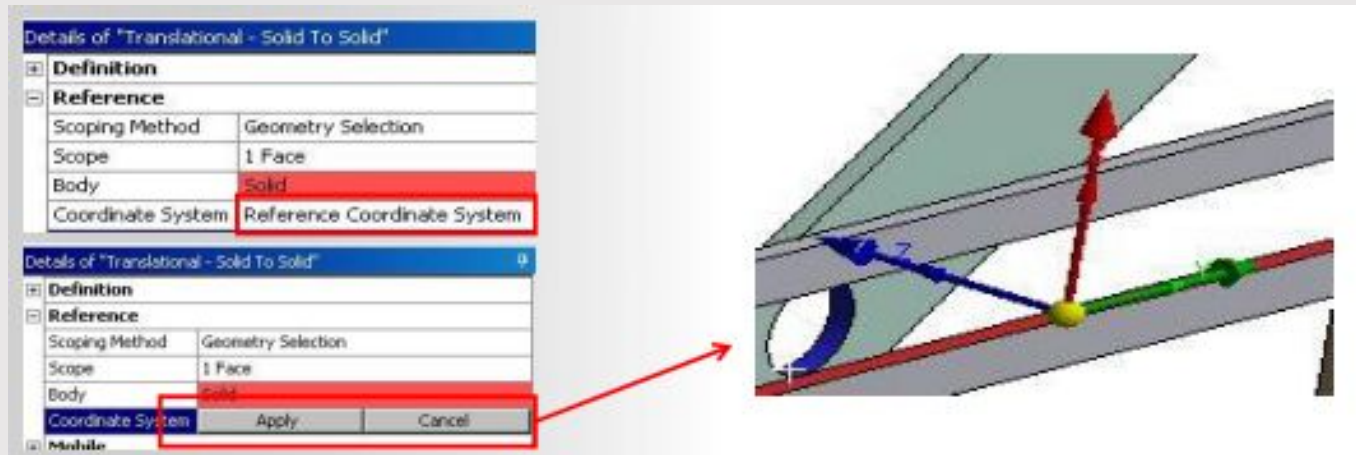 Details of "Translational - Solid To Solid"
Definition
Reference
Scoping Method Geometry Selection
Scope 1 Face
Body Solid
Coordinate System Reference Coordinate System
Details of "Translational - Solid To Solid"
Definition
Reference
Scoping Method Geometry Selection
Scope 1 Face
Body Solid
Coordinate System Apply Cancel
Mobile
Z